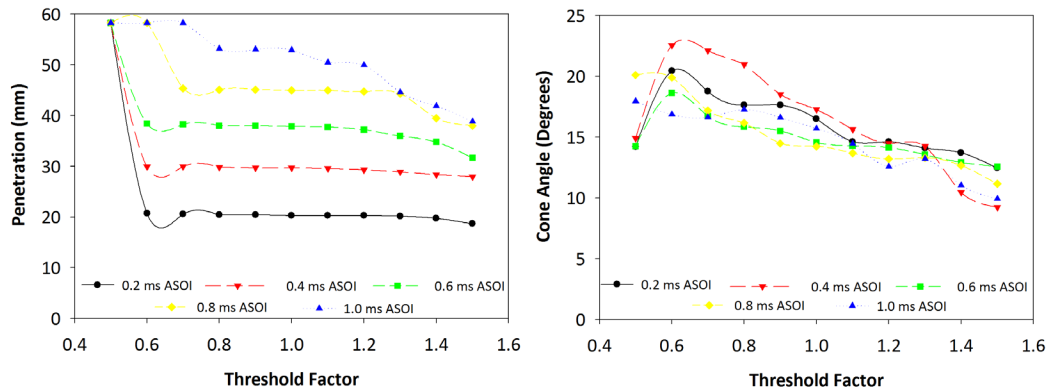 Penetration (mm)
60
50
40
30
20
10
0
0.2 ms ASOI
0.4 ms ASOI
0.6 ms ASOI
0.8 ms ASOI
1.0 ms ASOI
0.4 0.6 0.8 1.0 1.2 1.4 1.6
Threshold Factor
Cone Angle (Degrees)
25
20
15
10
5
0
0.2 ms ASOI
0.4 ms ASOI
0.6 ms ASOI
0.8 ms ASOI
1.0 ms ASOI
0.4 0.6 0.8 1.0 1.2 1.4 1.6
Threshold Factor